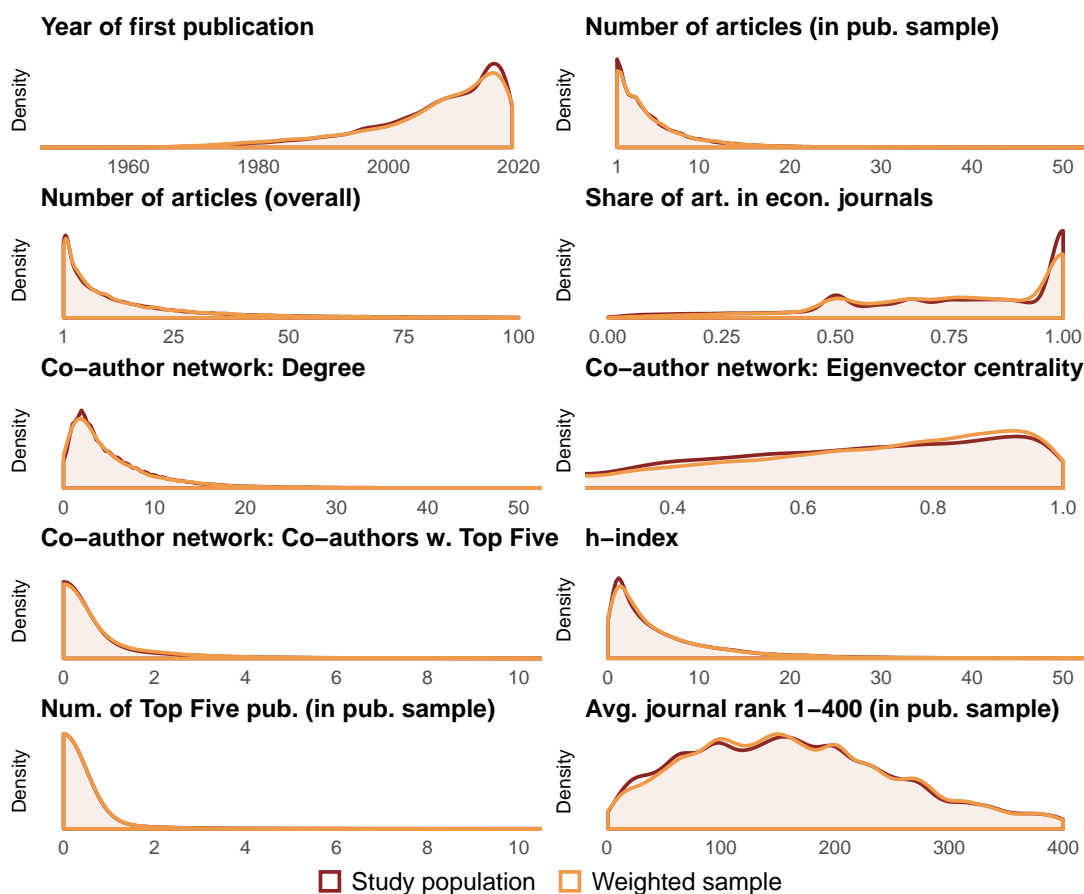 Year of first publication
Number of articles (in pub. sample)
Density
Density
1960 1980 2000 2020
1 10 20 30 40 50
Number of articles (overall)
Share of art. in econ. journals
Density
Density
1 25 50 75 100
0.00 0.25 0.50 0.75 1.00
Co−author network: Degree
Co−author network: Eigenvector centrality
Density
Density
0 10 20 30 40 50
0.4 0.6 0.8 1.0
Co−author network: Co−authors w. Top Five
h−index
Density
Density
0 2 4 6 8 10
0 10 20 30 40 50
Num. of Top Five pub. (in pub. sample)
Avg. journal rank 1−400 (in pub. sample)
Density
Density
0 2 4 6 8 10
0 100 200 300 400
Study population Weighted sample